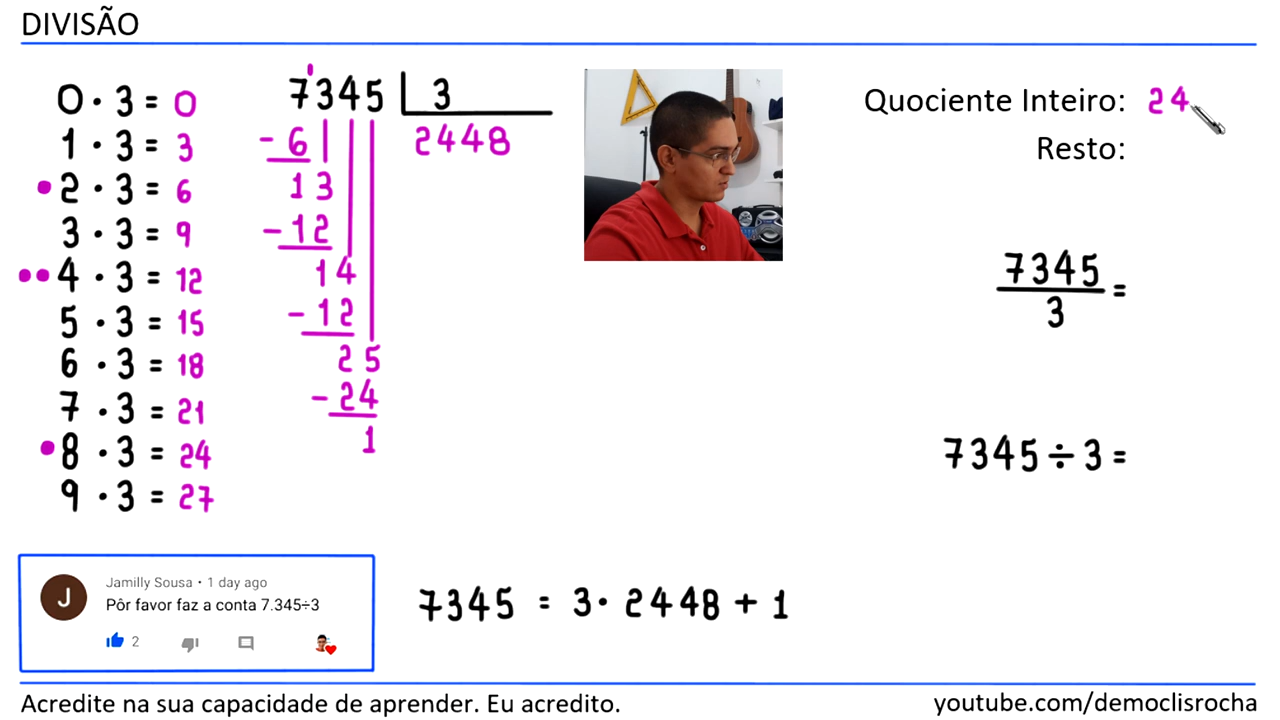 DIVISÃO
0 · 3 = 0
1 · 3 = 3
2 · 3 = 6
3 · 3 = 9
4 · 3 = 12
5 · 3 = 15
6 · 3 = 18
7 · 3 = 21
8 · 3 = 24
9 · 3 = 27
7'345 3
- 6 2448
13
- 12
14
- 12
25
- 24
1
Quociente Inteiro: 24
Resto:
7345
3 =
7345 ÷ 3 =
Jamilly Sousa • 1 day ago
Pôr favor faz a conta 7.345÷3
2
J
7345 = 3 · 2448 + 1
Acredite na sua capacidade de aprender. Eu acredito.
youtube.com/democlisrocha